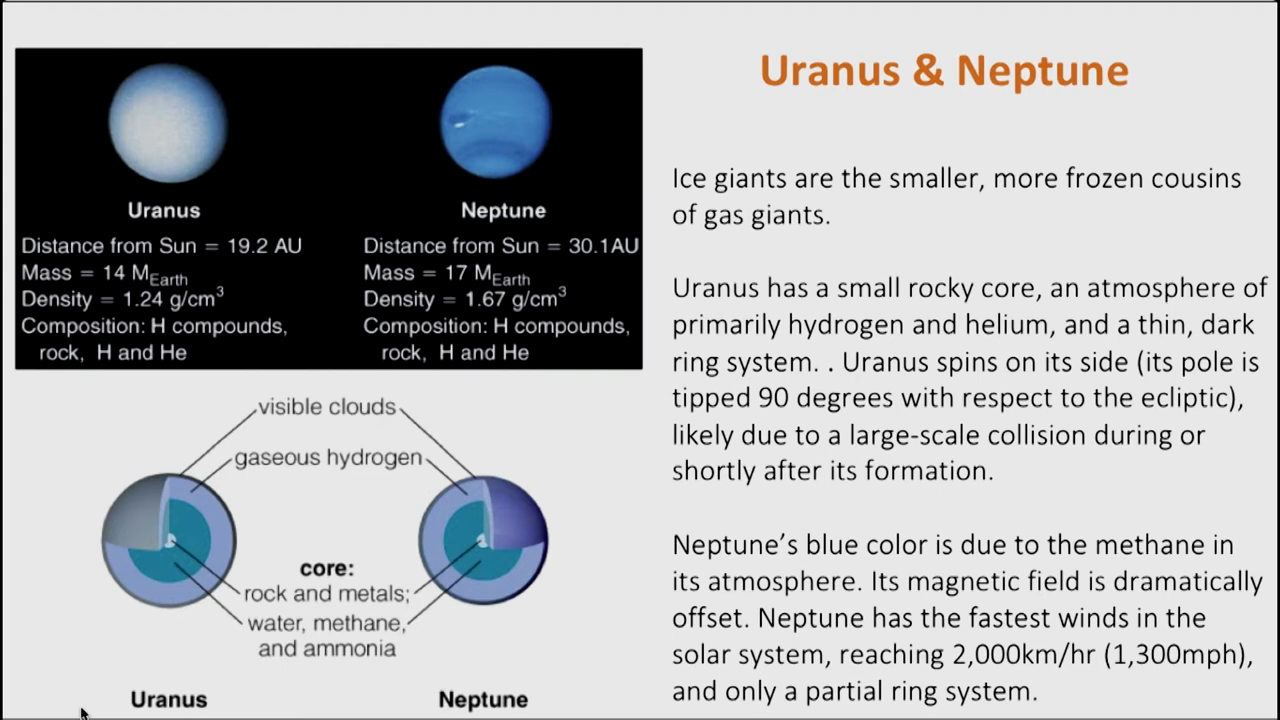 Uranus & Neptune
Uranus
Distance from Sun = 19.2 AU
Mass = 14 M_Earth
Density = 1.24 g/cm³
Composition: H compounds,
rock, H and He
Neptune
Distance from Sun = 30.1AU
Mass = 17 M_Earth
Density = 1.67 g/cm³
Composition: H compounds,
rock, H and He
visible clouds
gaseous hydrogen
core:
rock and metals;
water, methane,
and ammonia
Uranus
Neptune
Ice giants are the smaller, more frozen cousins
of gas giants.
Uranus has a small rocky core, an atmosphere of
primarily hydrogen and helium, and a thin, dark
ring system. . Uranus spins on its side (its pole is
tipped 90 degrees with respect to the ecliptic),
likely due to a large-scale collision during or
shortly after its formation.
Neptune’s blue color is due to the methane in
its atmosphere. Its magnetic field is dramatically
offset. Neptune has the fastest winds in the
solar system, reaching 2,000km/hr (1,300mph),
and only a partial ring system.